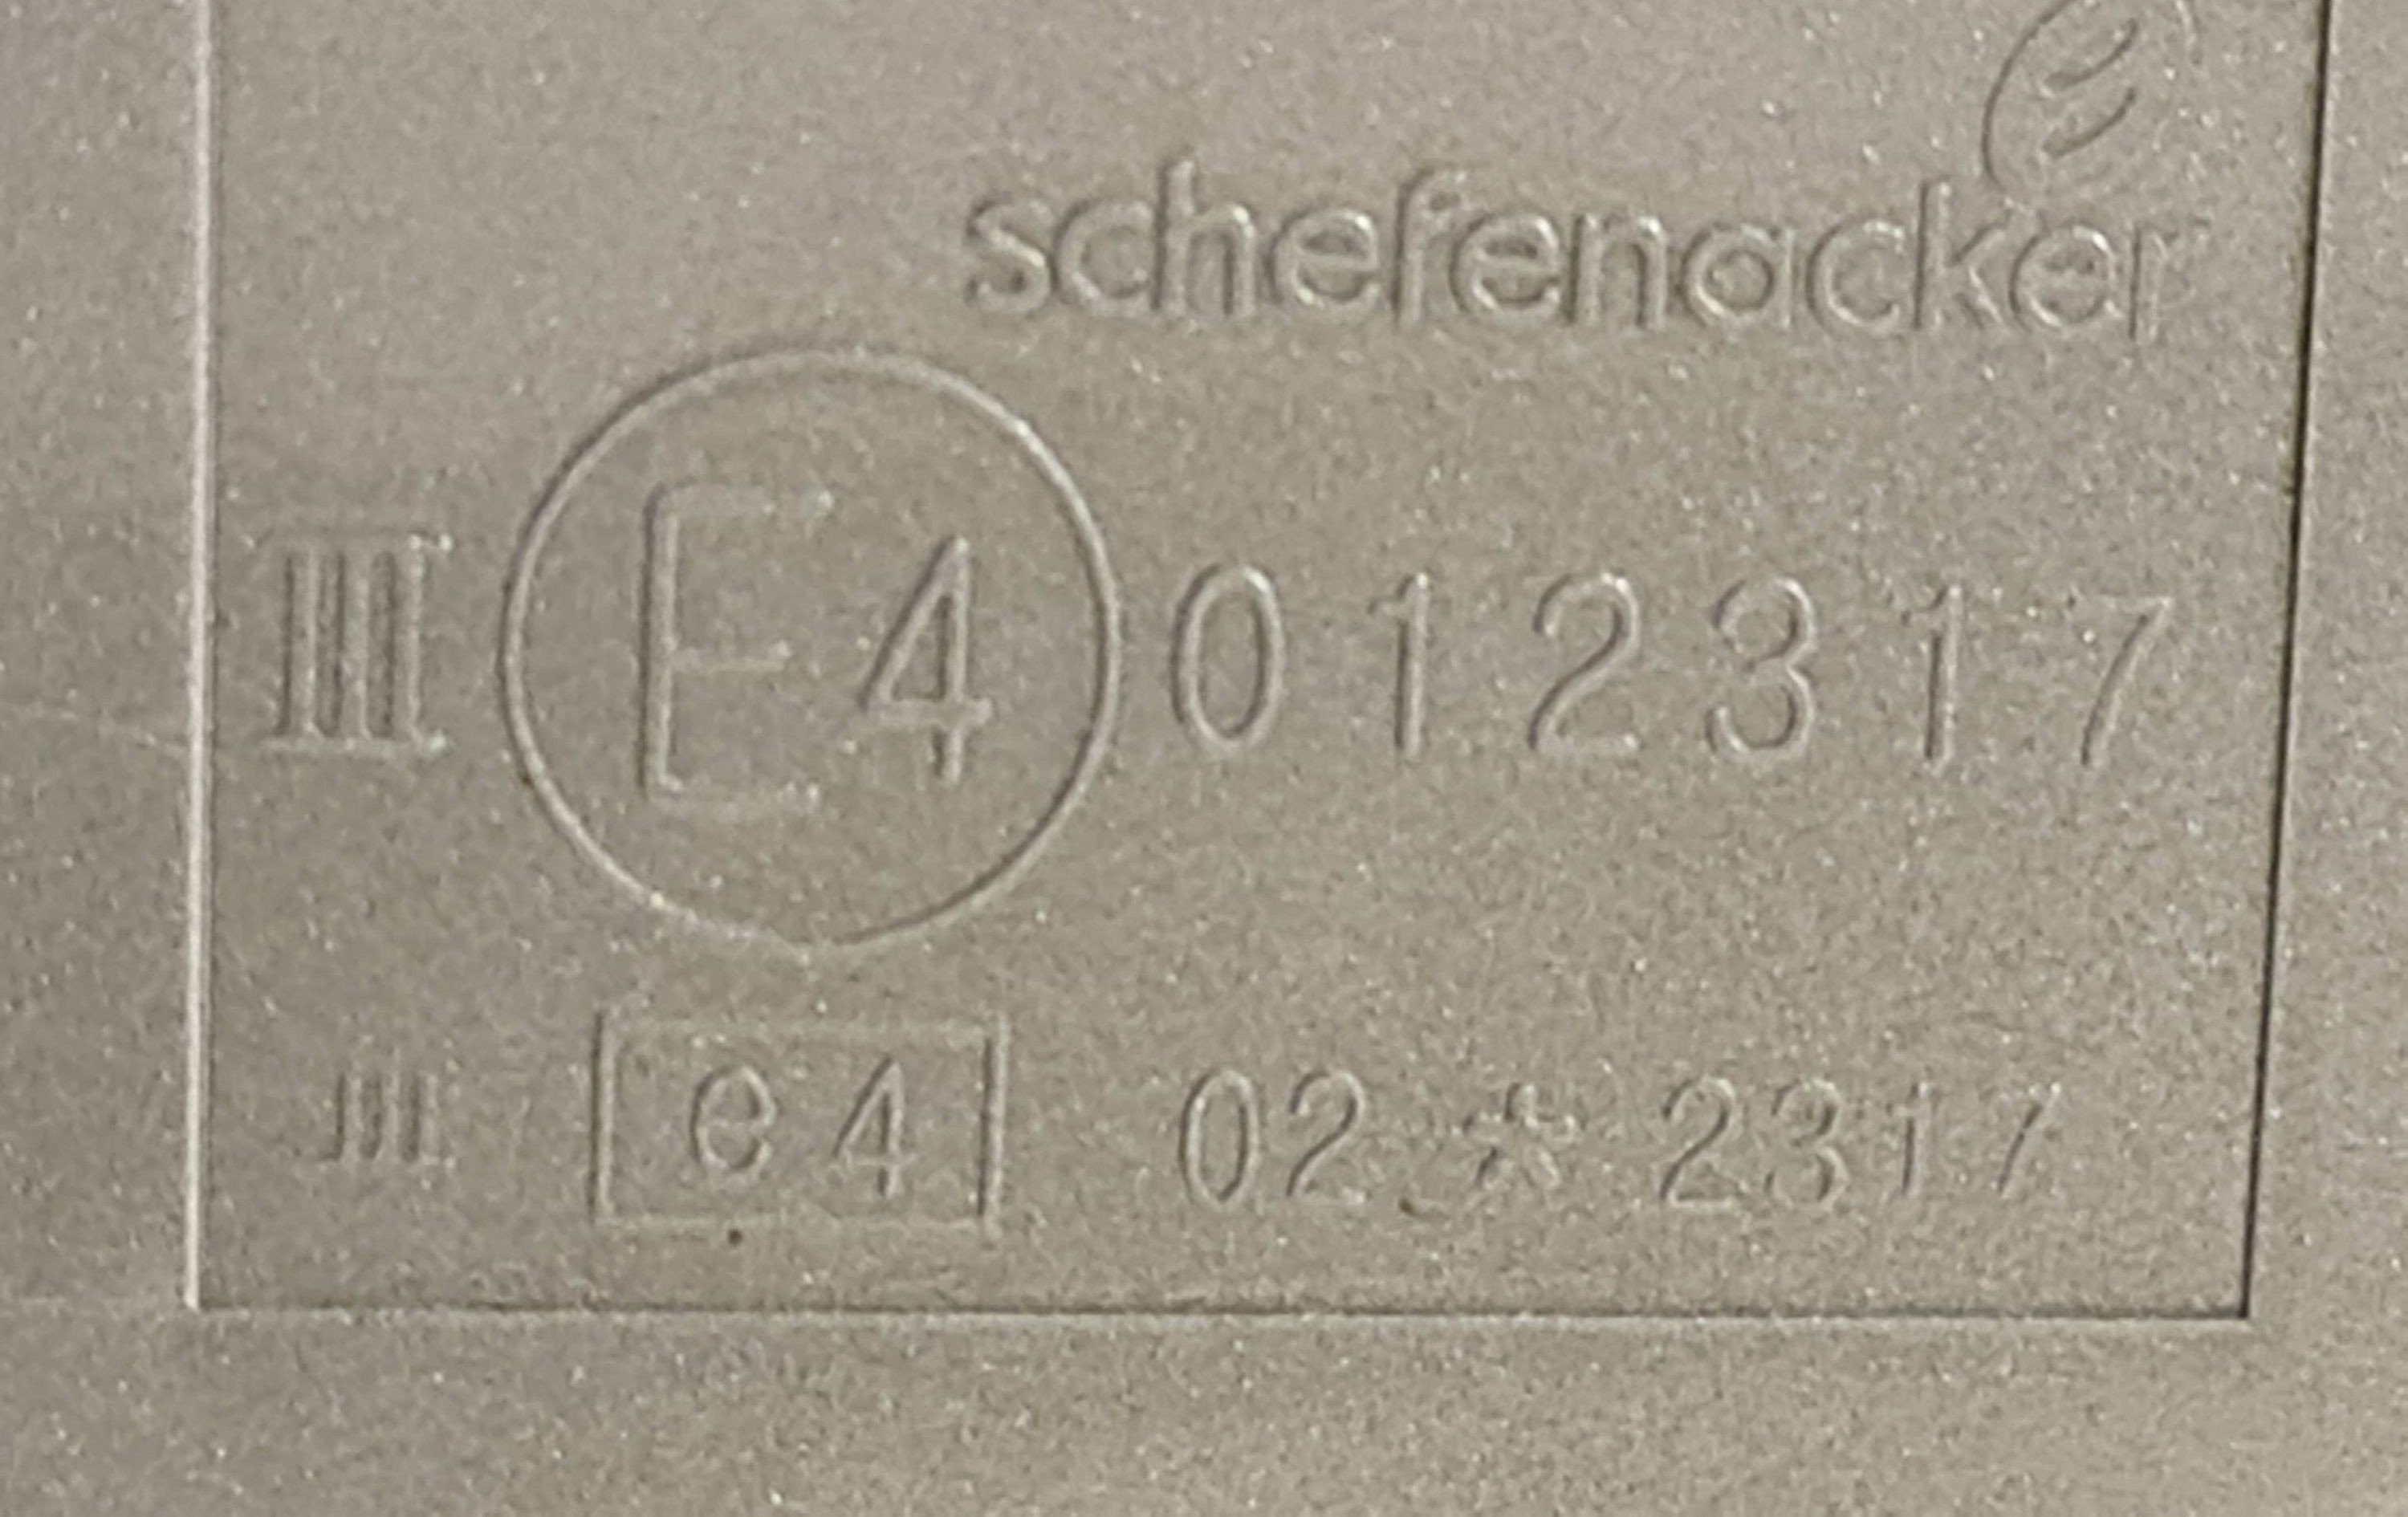 schefenacker
III E4 012317
III e4 02 * 2317